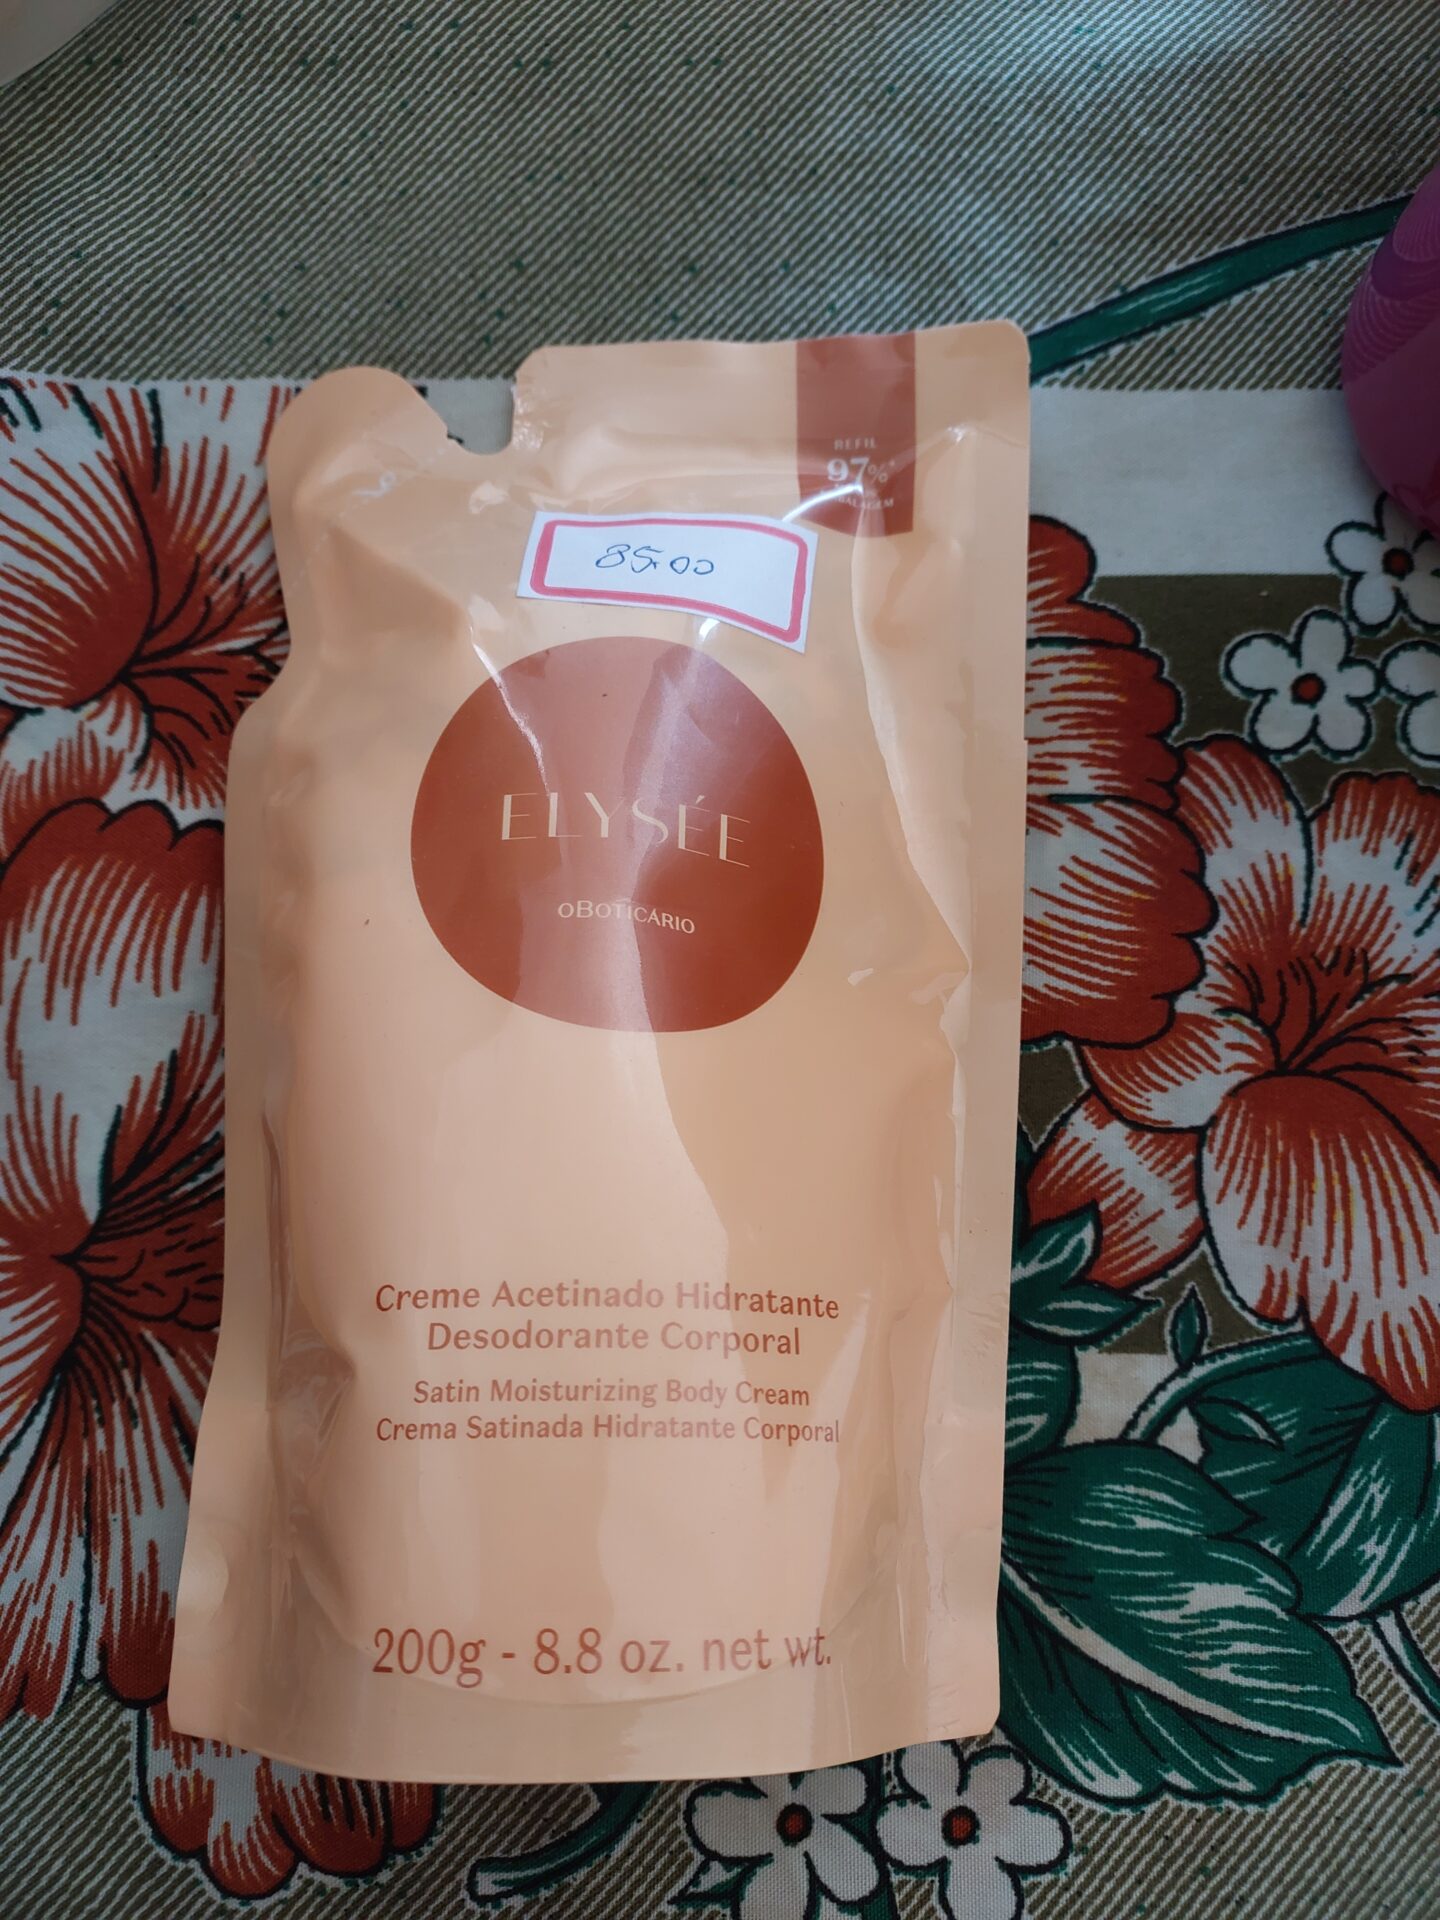 REFIL
97%*
85,00
ELYSÉE
oBOTICÁRIO
Creme Acetinado Hidratante
Desodorante Corporal
Satin Moisturizing Body Cream
Crema Satinada Hidratante Corporal
200g - 8.8 oz. net wt.